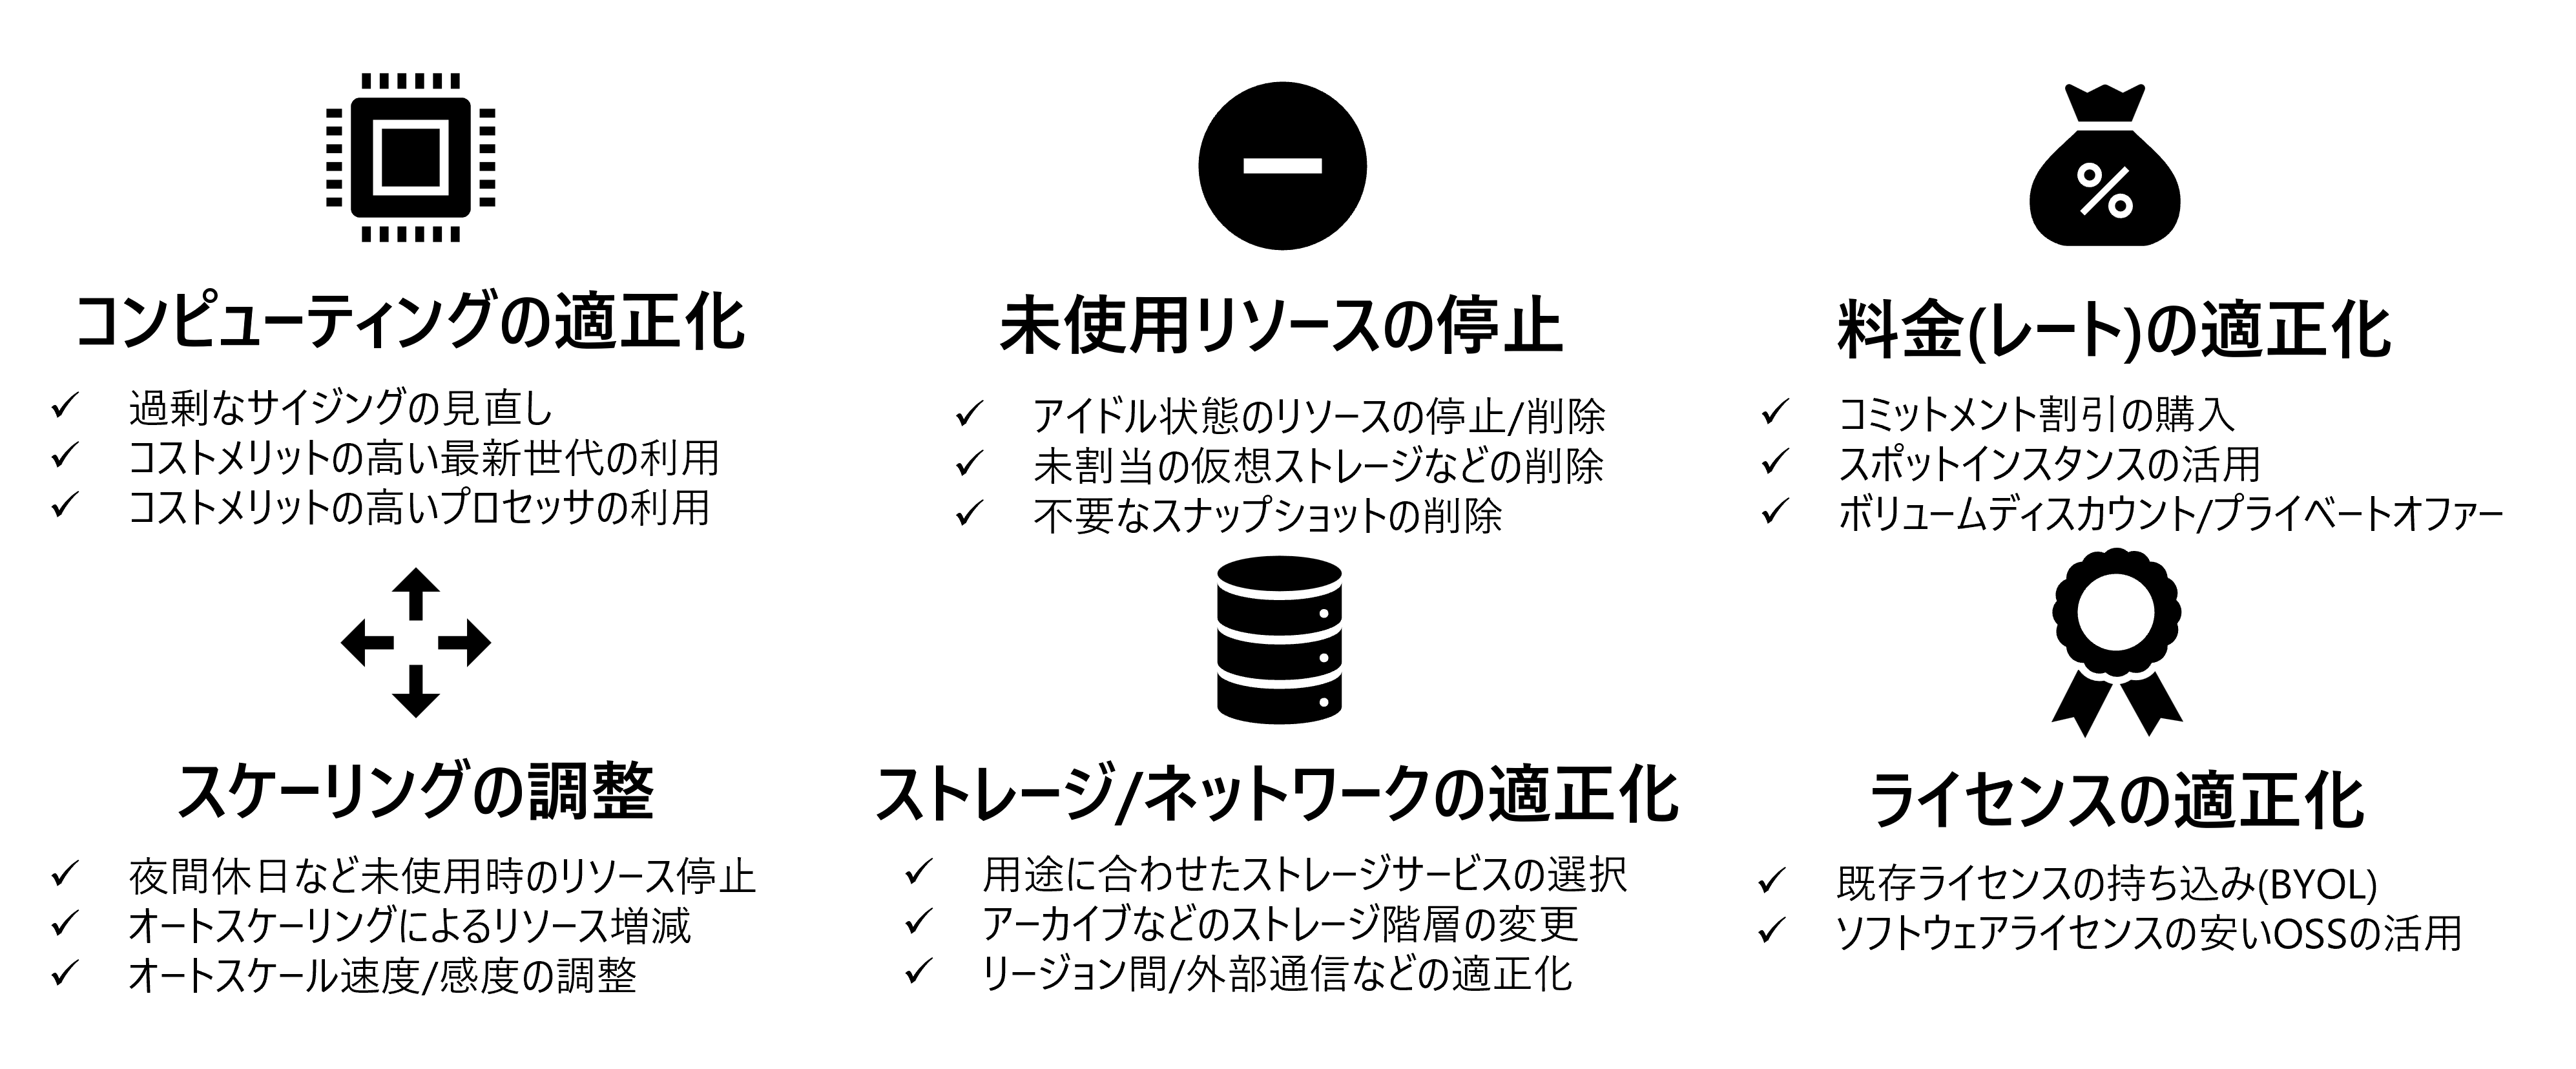 コンピューティングの適正化
✓ 過剰なサイジングの見直し
✓ コストメリットの高い最新世代の利用
✓ コストメリットの高いプロセッサの利用
未使用リソースの停止
✓ アイドル状態のリソースの停止/削除
✓ 未割当の仮想ストレージなどの削除
✓ 不要なスナップショットの削除
%
料金(レート)の適正化
✓ コミットメント割引の購入
✓ スポットインスタンスの活用
✓ ボリュームディスカウント/プライベートオファー
スケーリングの調整
✓ 夜間休日など未使用時のリソース停止
✓ オートスケーリングによるリソース増減
✓ オートスケール速度/感度の調整
ストレージ/ネットワークの適正化
✓ 用途に合わせたストレージサービスの選択
✓ アーカイブなどのストレージ階層の変更
✓ リージョン間/外部通信などの適正化
ライセンスの適正化
✓ 既存ライセンスの持ち込み(BYOL)
✓ ソフトウェアライセンスの安いOSSの活用